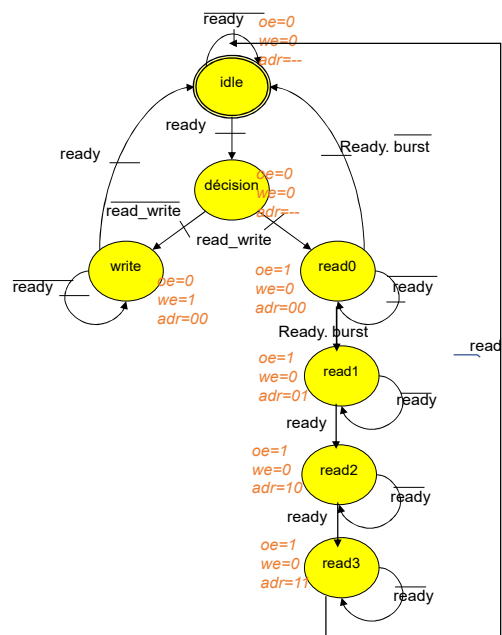 ready
oe=0
we=0
adr=--
idle
ready
ready
Ready. burst
décision
oe=0
we=0
adr=--
read_write
read_write
write
oe=0
we=1
adr=00
ready
read0
oe=1
we=0
adr=00
ready
Ready. burst
read
read1
oe=1
we=0
adr=01
ready
ready
read2
oe=1
we=0
adr=10
ready
ready
read3
oe=1
we=0
adr=11
ready